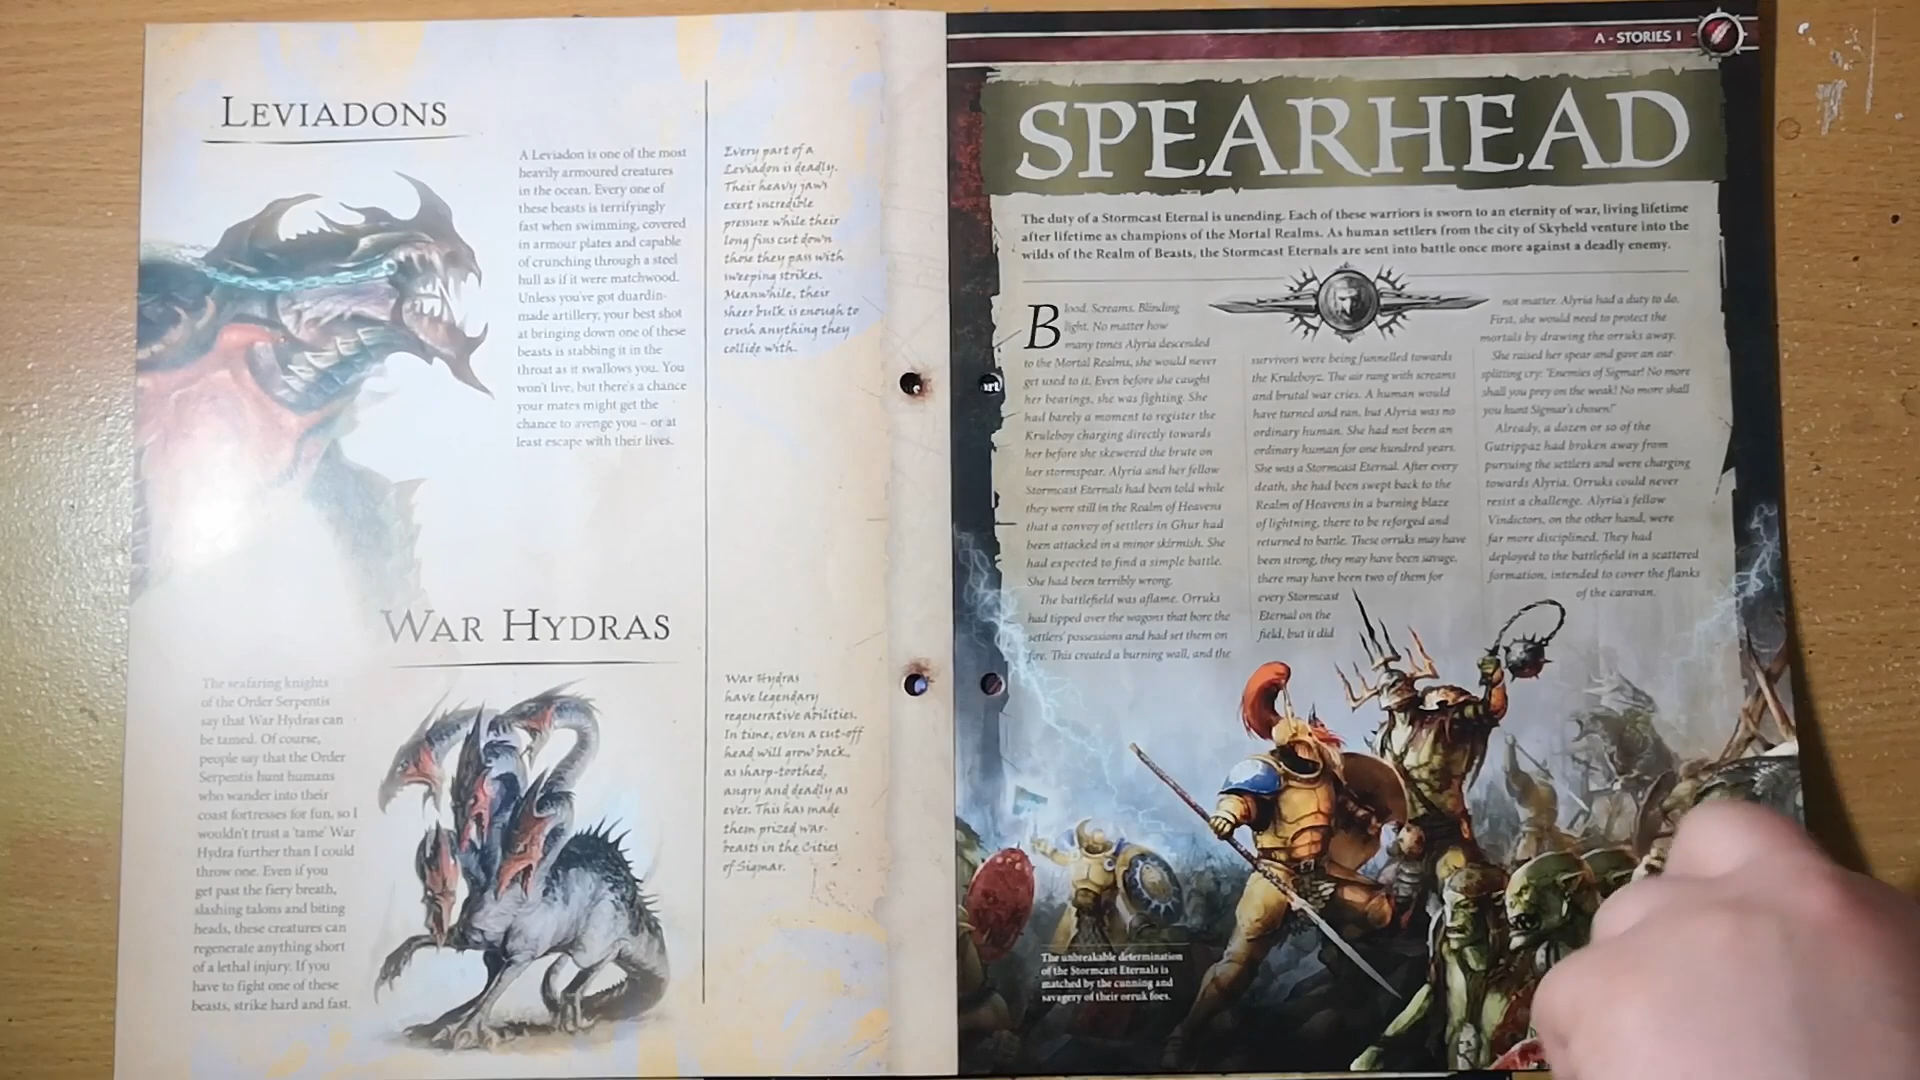 LEVIADONS
A Leviadon is one of the most
heavily armoured creatures
in the ocean. Every one of
these beasts is terrifyingly
fast when swimming, covered
in armour plates and capable
of crunching through a steel
hull as if it were matchwood.
Unless you've got duardin-
made artillery, your best shot
at bringing down one of these
beasts is stabbing it in the
throat as it swallows you. You
won't live, but there's a chance
your mates might get the
chance to avenge you – or at
least escape with their lives.
Every part of a
Leviadon is deadly.
Their heavy jaws
exert incredible
pressure while their
long fins cut down
those they pass with
sweeping strikes.
Meanwhile, their
sheer bulk is enough to
crush anything they
collide with.
WAR HYDRAS
The seafaring knights
of the Order Serpentis
say that War Hydras can
be tamed. Of course,
people say that the Order
Serpentis hunt humans
who wander into their
coast fortresses for fun, so I
wouldn't trust a 'tame' War
Hydra further than I could
throw one. Even if you
get past the fiery breath,
slashing talons and biting
heads, these creatures can
regenerate anything short
of a lethal injury. If you
have to fight one of these
beasts, strike hard and fast.
War Hydras
have legendary
regenerative abilities.
In time, even a cut-off
head will grow back,
as sharp-toothed,
angry and deadly as
ever. This has made
them prized war-
beasts in the Cities
of Sigmar.
A - STORIES 1
SPEARHEAD
The duty of a Stormcast Eternal is unending. Each of these warriors is sworn to an eternity of war, living lifetime
after lifetime as champions of the Mortal Realms. As human settlers from the city of Skybeld venture into the
wilds of the Realm of Beasts, the Stormcast Eternals are sent into battle once more against a deadly enemy.
Blood. Screams. Blinding
light. No matter how
many times Alyria descended
to the Mortal Realms, she would never
get used to it. Even before she caught
her bearings, she was fighting. She
had barely a moment to register the
Kruleboy charging directly towards
her before she skewered the brute on
her stormspear. Alyria and her fellow
Stormcast Eternals had been told while
they were still in the Realm of Heavens
that a convoy of settlers in Ghur had
been attacked in a minor skirmish. She
had expected to find a simple battle.
She had been terribly wrong.
The battlefield was aflame. Orruks
had tipped over the wagons that bore the
settlers' possessions and had set them on
fire. This created a burning wall, and the
survivors were being funnelled towards
the Kruleboyz. The air rang with screams
and brutal war cries. A human would
have turned and ran, but Alyria was no
ordinary human. She had not been an
ordinary human for one hundred years.
She was a Stormcast Eternal. After every
death, she had been swept back to the
Realm of Heavens in a burning blaze
of lightning, there to be reforged and
returned to battle. These orruks may have
been strong, they may have been savage,
there may have been two of them for
every Stormcast
Eternal on the
field, but it did
not matter. Alyria had a duty to do.
First, she would need to protect the
mortals by drawing the orruks away.
She raised her spear and gave an ear-
splitting cry: 'Enemies of Sigmar! No more
shall you prey on the weak! No more shall
you hunt Sigmar's chosen!'
Already, a dozen or so of the
Gutrippaz had broken away from
pursuing the settlers and were charging
towards Alyria. Orruks could never
resist a challenge. Alyria's fellow
Vindictors, on the other hand, were
far more disciplined. They had
deployed to the battlefield in a scattered
formation, intended to cover the flanks
of the caravan.
The unbreakable determination
of the Stormcast Eternals is
matched by the cunning and
savagery of their orruk foes.